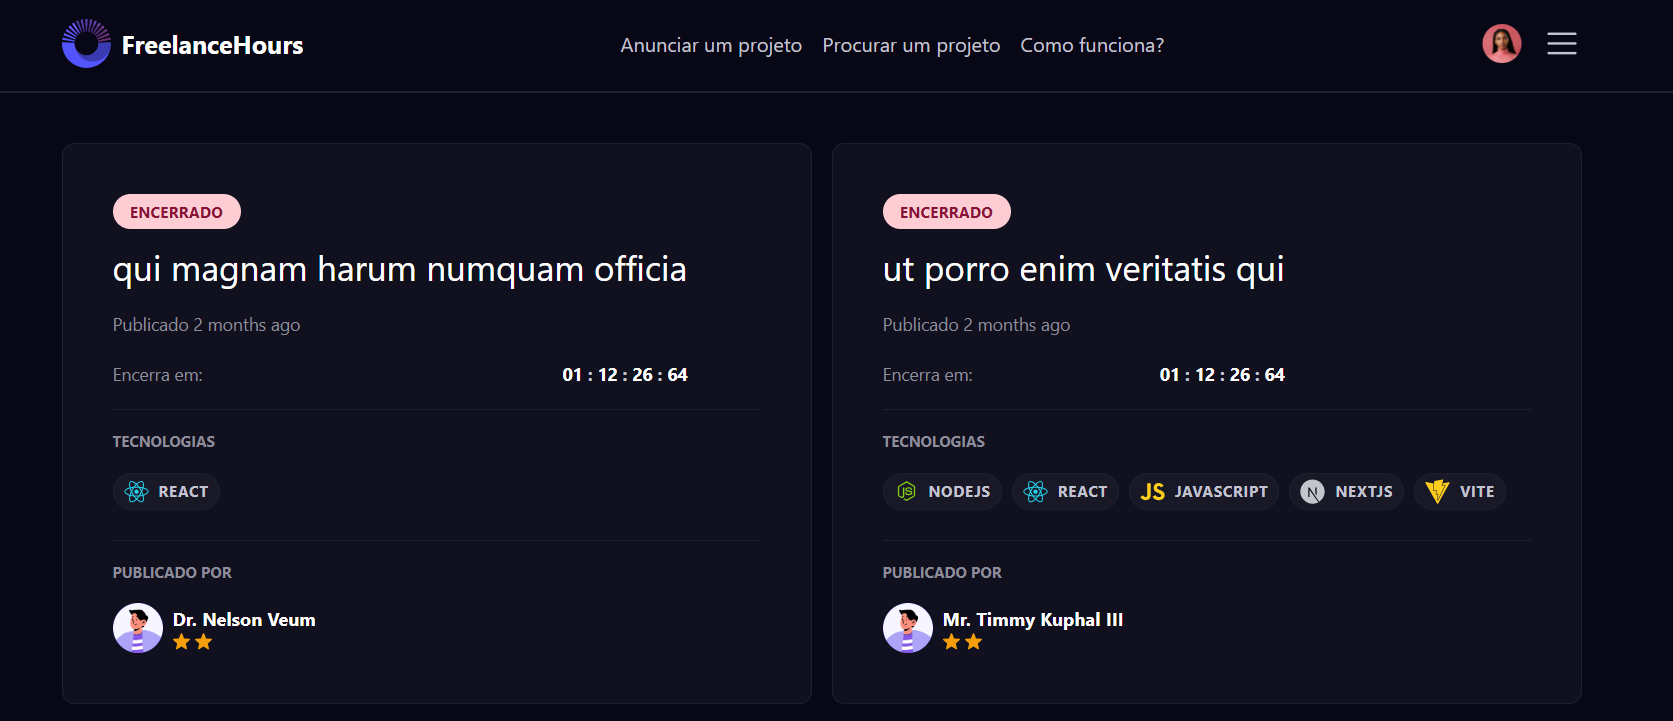 FreelanceHours
Anunciar um projeto Procurar um projeto Como funciona?
ENCERRADO
qui magnam harum numquam officia
Publicado 2 months ago
Encerra em: 01 : 12 : 26 : 64
TECNOLOGIAS
REACT
PUBLICADO POR
Dr. Nelson Veum
ENCERRADO
ut porro enim veritatis qui
Publicado 2 months ago
Encerra em: 01 : 12 : 26 : 64
TECNOLOGIAS
JS NODEJS REACT JS JAVASCRIPT N NEXTJS VITE
PUBLICADO POR
Mr. Timmy Kuphal III